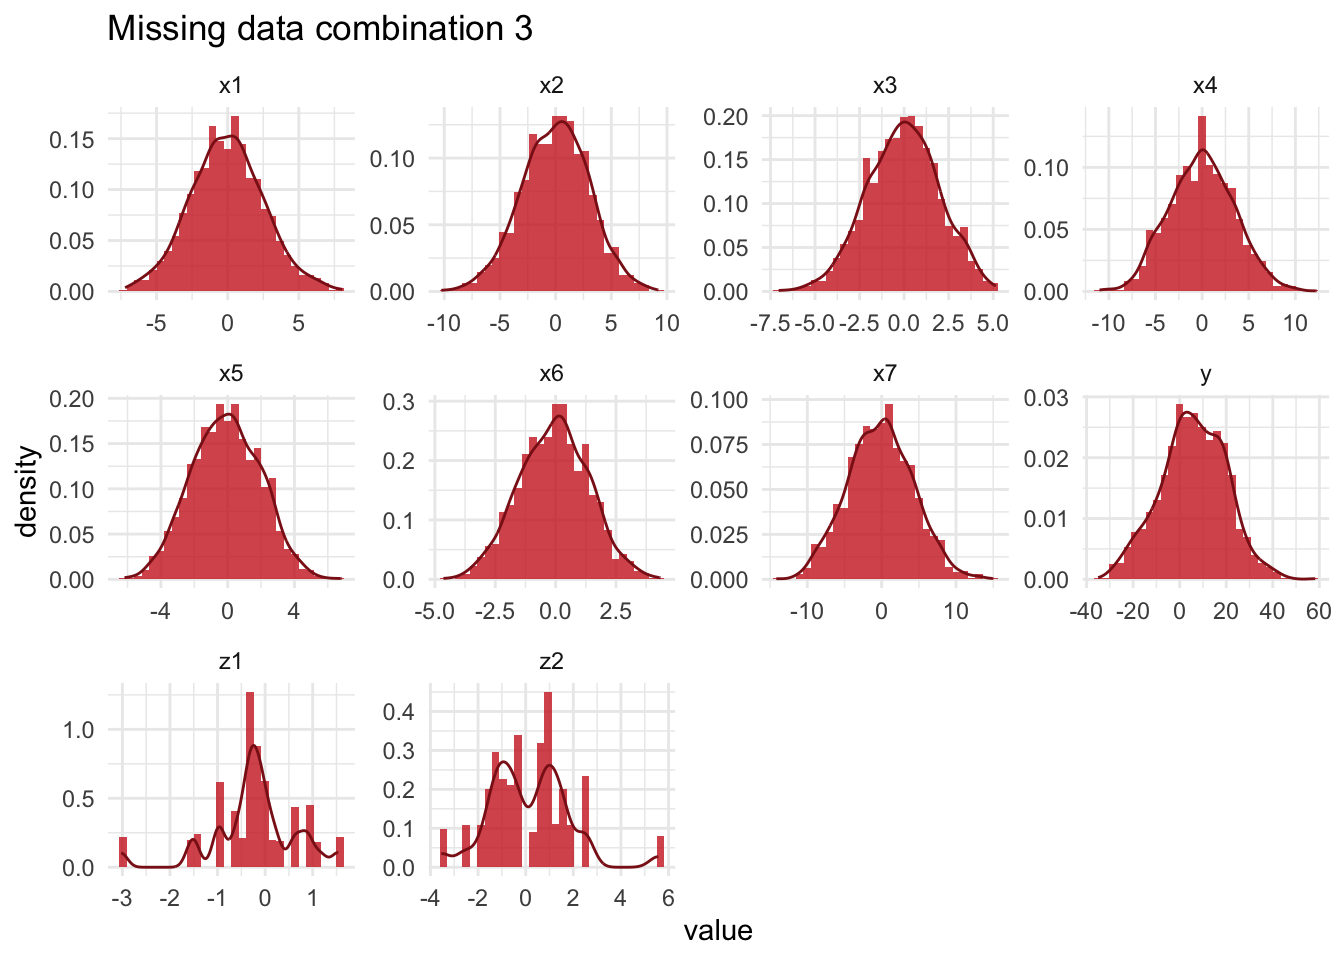 Missing data combination 3
x1 x2 x3 x4
0.15 0.10 0.05 0.00
-5 0 5
0.10 0.05 0.00
-10 -5 0 5 10
0.20 0.15 0.10 0.05 0.00
-7.5 -5.0 -2.5 0.0 2.5 5.0
0.10 0.05 0.00
-10 -5 0 5 10
x5 x6 x7 y
0.20 0.15 0.10 0.05 0.00
-4 0 4
0.3 0.2 0.1 0.0
-5.0 -2.5 0.0 2.5
0.100 0.075 0.050 0.025 0.000
-10 0 10
0.03 0.02 0.01 0.00
-40 -20 0 20 40 60
density
z1 z2
1.0 0.5 0.0
-3 -2 -1 0 1
0.4 0.3 0.2 0.1 0.0
-4 -2 0 2 4 6
value